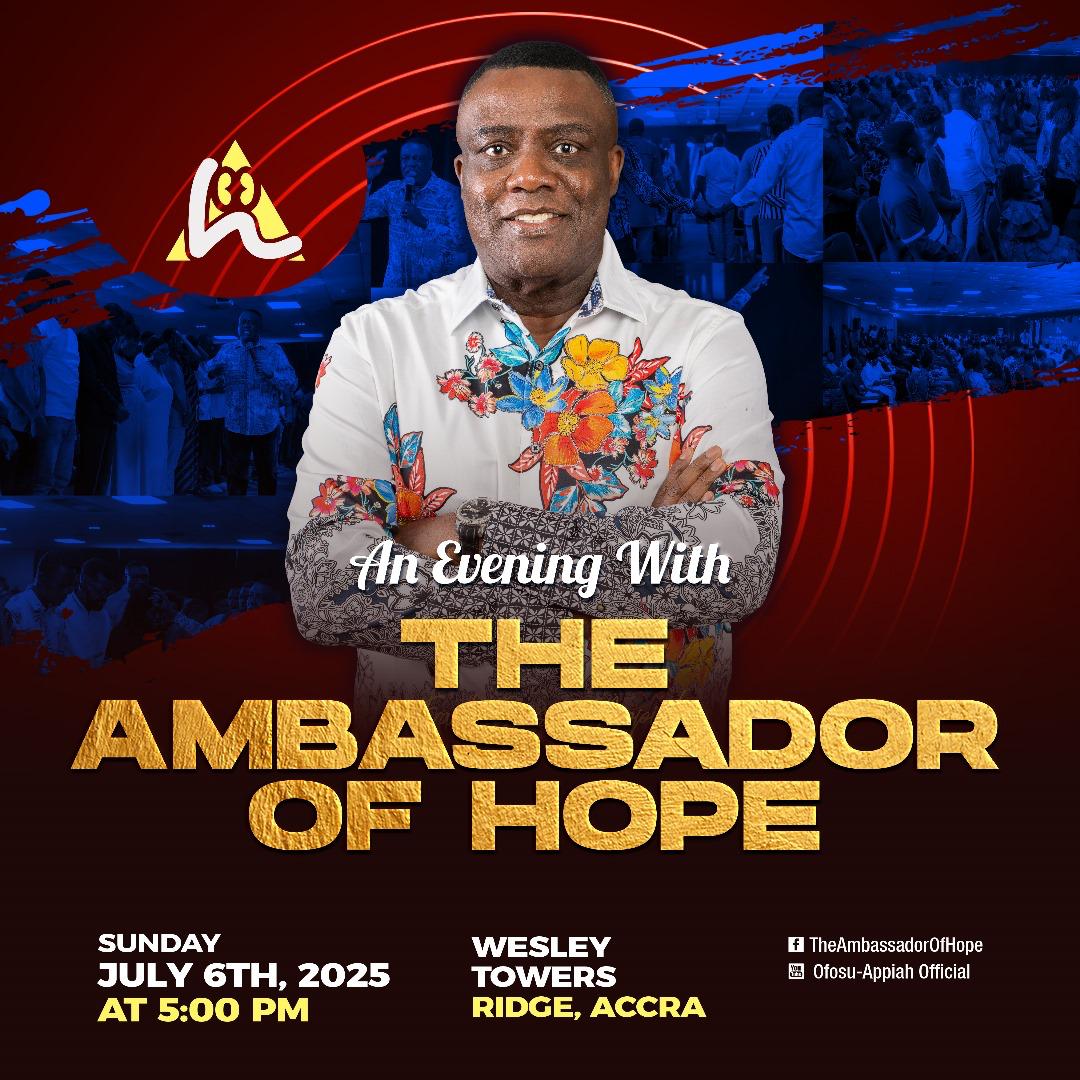 An Evening With
THE
AMBASSADOR
OF HOPE
SUNDAY
JULY 6TH, 2025
AT 5:00 PM
WESLEY
TOWERS
RIDGE, ACCRA
TheAmbassadorOfHope
Ofosu-Appiah Official